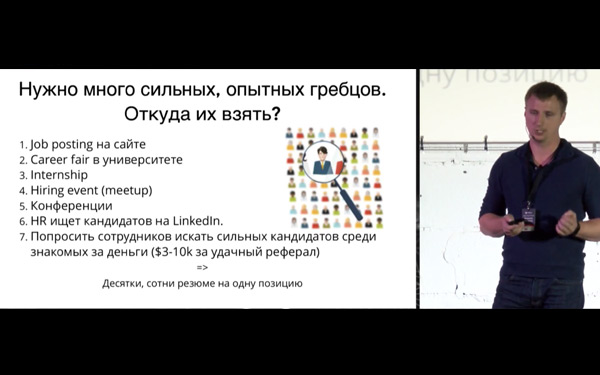 Нужно много сильных, опытных гребцов.
Откуда их взять?
1. Job posting на сайте
2. Career fair в университете
3. Internship
4. Hiring event (meetup)
5. Конференции
6. HR ищет кандидатов на LinkedIn.
7. Попросить сотрудников искать сильных кандидатов среди
знакомых за деньги ($3-10k за удачный реферал)
=>
Десятки, сотни резюме на одну позицию
ну позицию